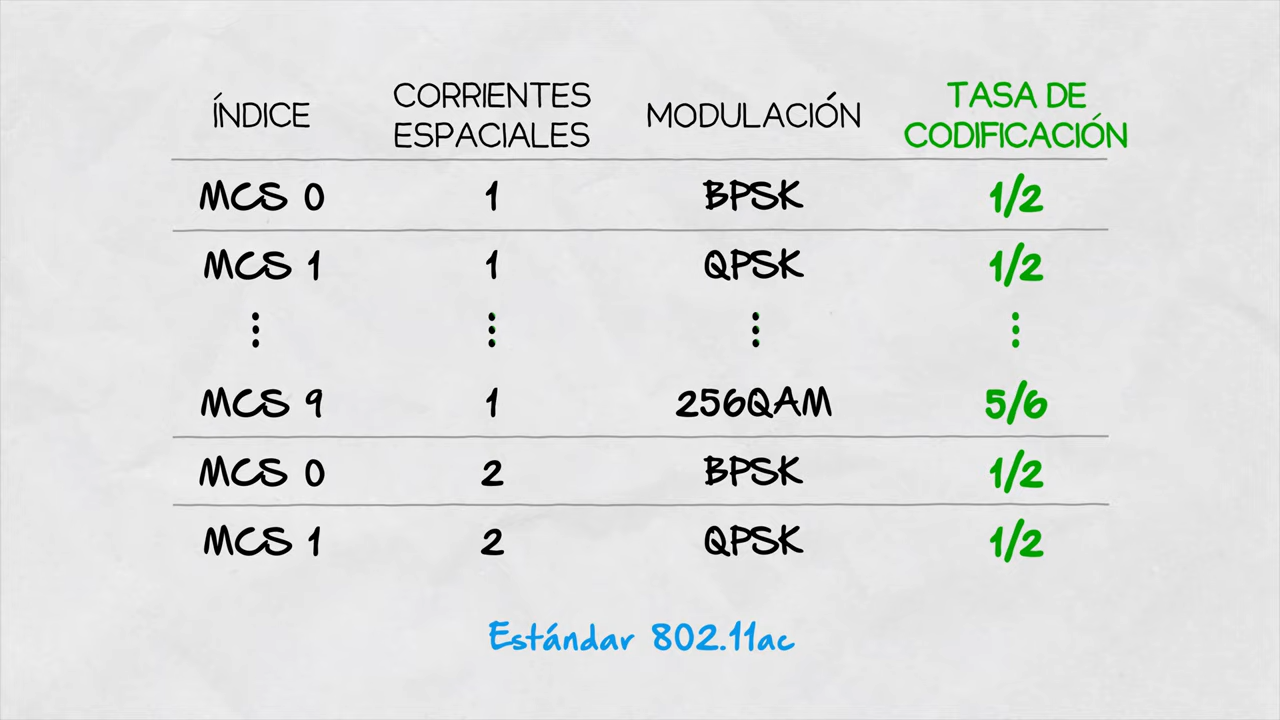 ÍNDICE CORRIENTES ESPACIALES MODULACIÓN TASA DE CODIFICACIÓN
MCS 0 1 BPSK 1/2
MCS 1 1 QPSK 1/2
⋮ ⋮ ⋮ ⋮
MCS 9 1 256QAM 5/6
MCS 0 2 BPSK 1/2
MCS 1 2 QPSK 1/2
Estándar 802.11ac